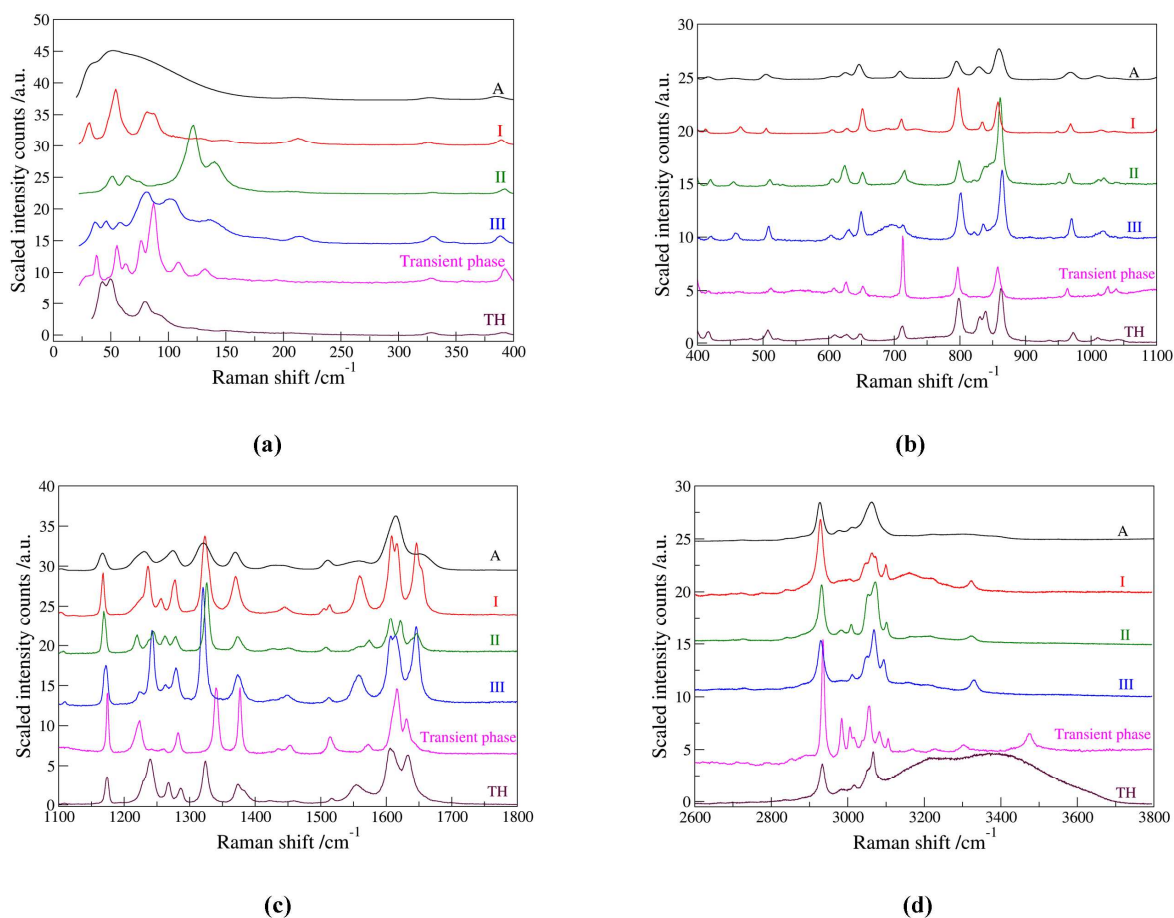 50
45
40
35
30
25
20
15
10
5
0
0
50
100
150
200
250
300
350
400
Scaled intensity counts /a.u.
Raman shift /cm⁻¹
A
I
II
III
Transient phase
TH
(a)
30
25
20
15
10
5
0
400
500
600
700
800
900
1000
1100
Scaled intensity counts /a.u.
Raman shift /cm⁻¹
A
I
II
III
Transient phase
TH
(b)
40
35
30
25
20
15
10
5
0
1100
1200
1300
1400
1500
1600
1700
1800
Scaled intensity counts /a.u.
Raman shift /cm⁻¹
A
I
II
III
Transient phase
TH
(c)
30
25
20
15
10
5
0
2600
2800
3000
3200
3400
3600
3800
Scaled intensity counts /a.u.
Raman shift /cm⁻¹
A
I
II
III
Transient phase
TH
(d)